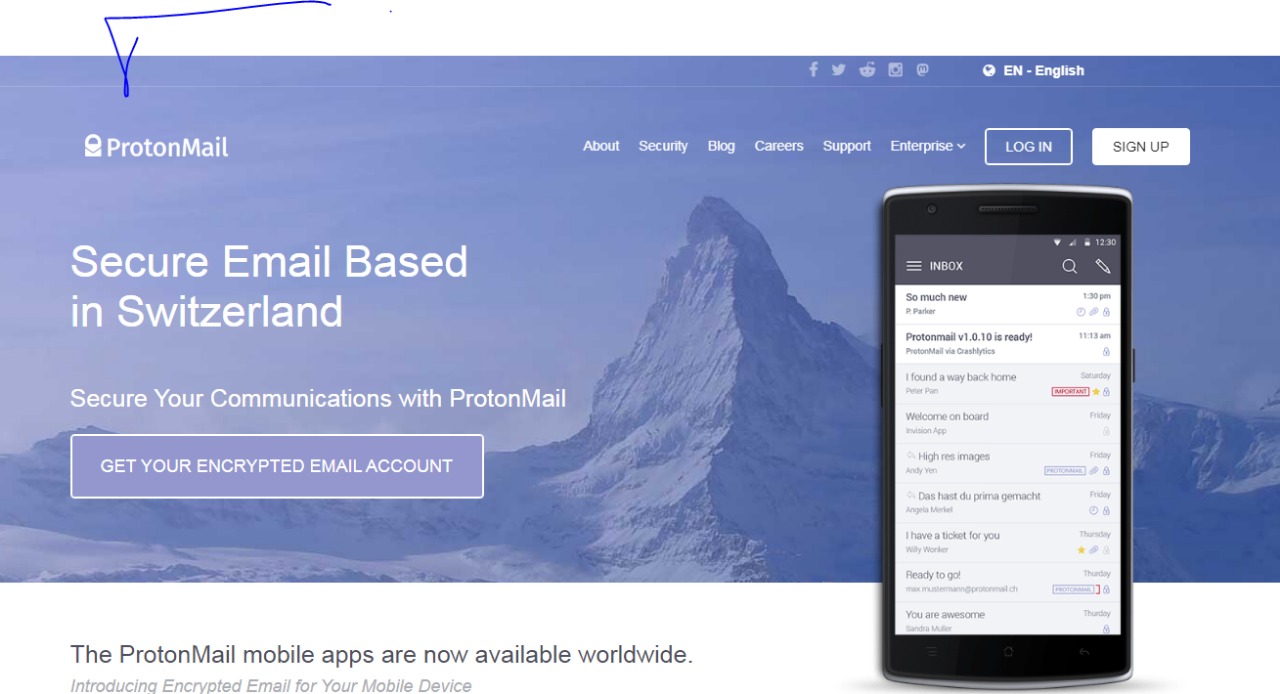 EN - English
ProtonMail
About Security Blog Careers Support Enterprise LOG IN SIGN UP
Secure Email Based
in Switzerland
Secure Your Communications with ProtonMail
GET YOUR ENCRYPTED EMAIL ACCOUNT
12:30
INBOX
So much new 1:30 pm
P. Parker
Protonmail v1.0.10 is ready! 11:13 am
ProtonMail via Crashlytics
I found a way back home Saturday
Peter Pan IMPORTANT
Welcome on board Friday
Invision App
High res images Friday
Andy Yen PROTONMAIL
Das hast du prima gemacht Friday
Angela Merkel
I have a ticket for you Thursday
Willy Wonker
Ready to go! Thurday
max.mustermann@protonmail.ch PROTONMAIL
You are awesome Thurday
Sandra Muller
The ProtonMail mobile apps are now available worldwide.
Introducing Encrypted Email for Your Mobile Device